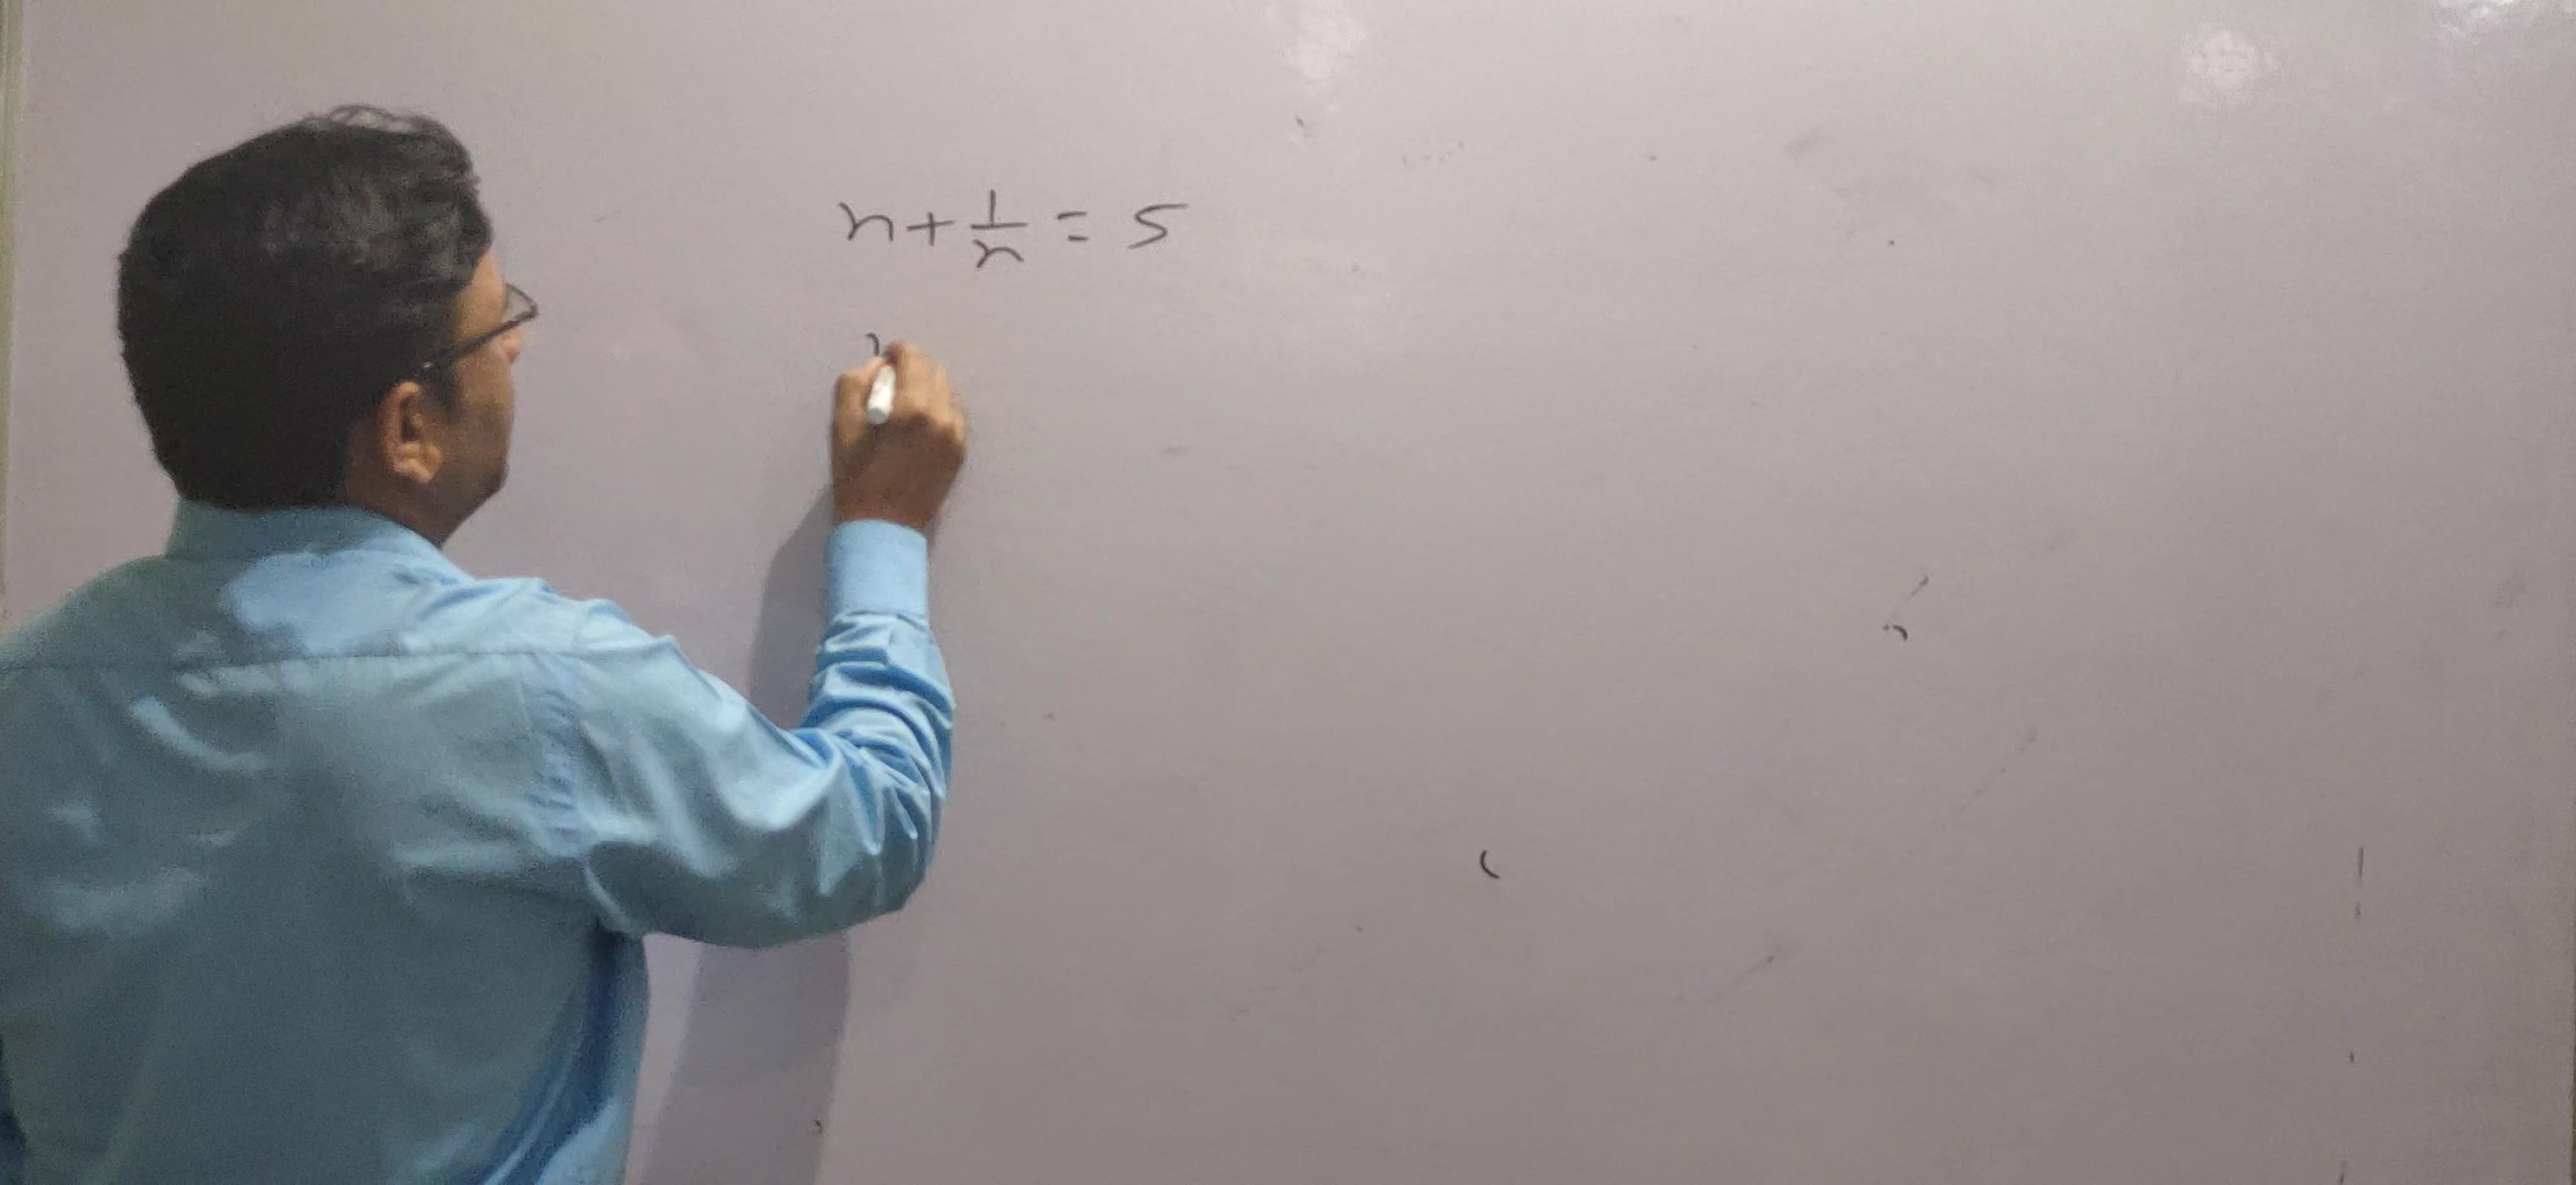 x + 1/x = 5